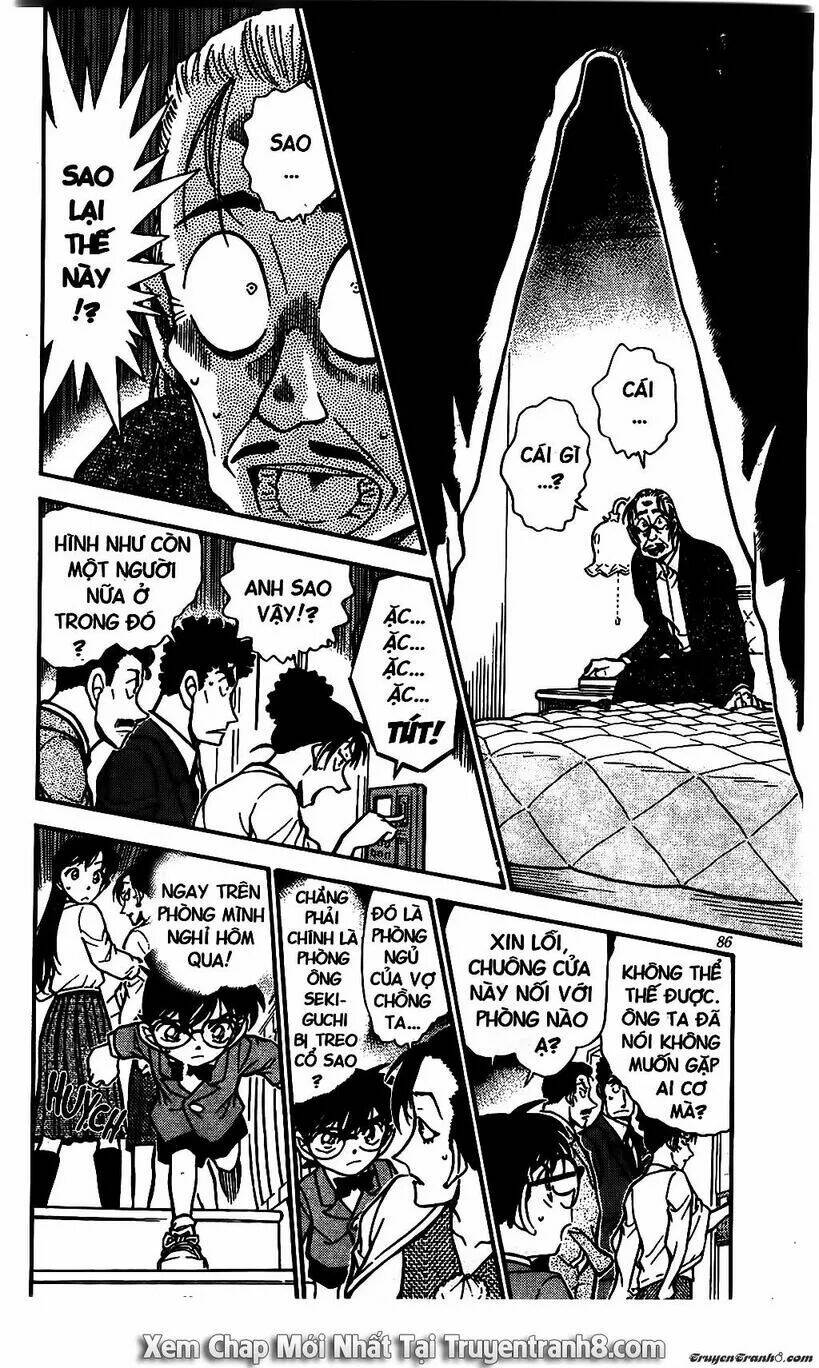 CÁI
...
CÁI GÌ
...?
SAO
...
SAO
LẠI
THẾ
NÀY
!?
ẶC...
ẶC...
ẶC...
ẶC...
TÚT!
ANH SAO
VẬY!?
HÌNH NHƯ CÒN
MỘT NGƯỜI
NỮA Ở
TRONG ĐÓ
?
86
KHÔNG THỂ
THẾ ĐƯỢC.
ÔNG TA ĐÃ
NÓI KHÔNG
MUỐN GẶP
AI CƠ
MÀ?
XIN LỖI,
CHUÔNG CỬA
NÀY NỐI VỚI
PHÒNG NÀO
Ạ?
ĐÓ LÀ
PHÒNG
NGỦ
CỦA VỢ
CHỒNG
TA...
CHẲNG
PHẢI
CHÍNH LÀ
PHÒNG
ÔNG
SEKI-
GUCHI
BỊ TREO
CỔ SAO
?
NGAY TRÊN
PHÒNG MÌNH
NGHỈ HÔM
QUA!
HUỴCH
Xem Chap Mới Nhất Tại Truyentranh8.com
TruyenTranh8.com